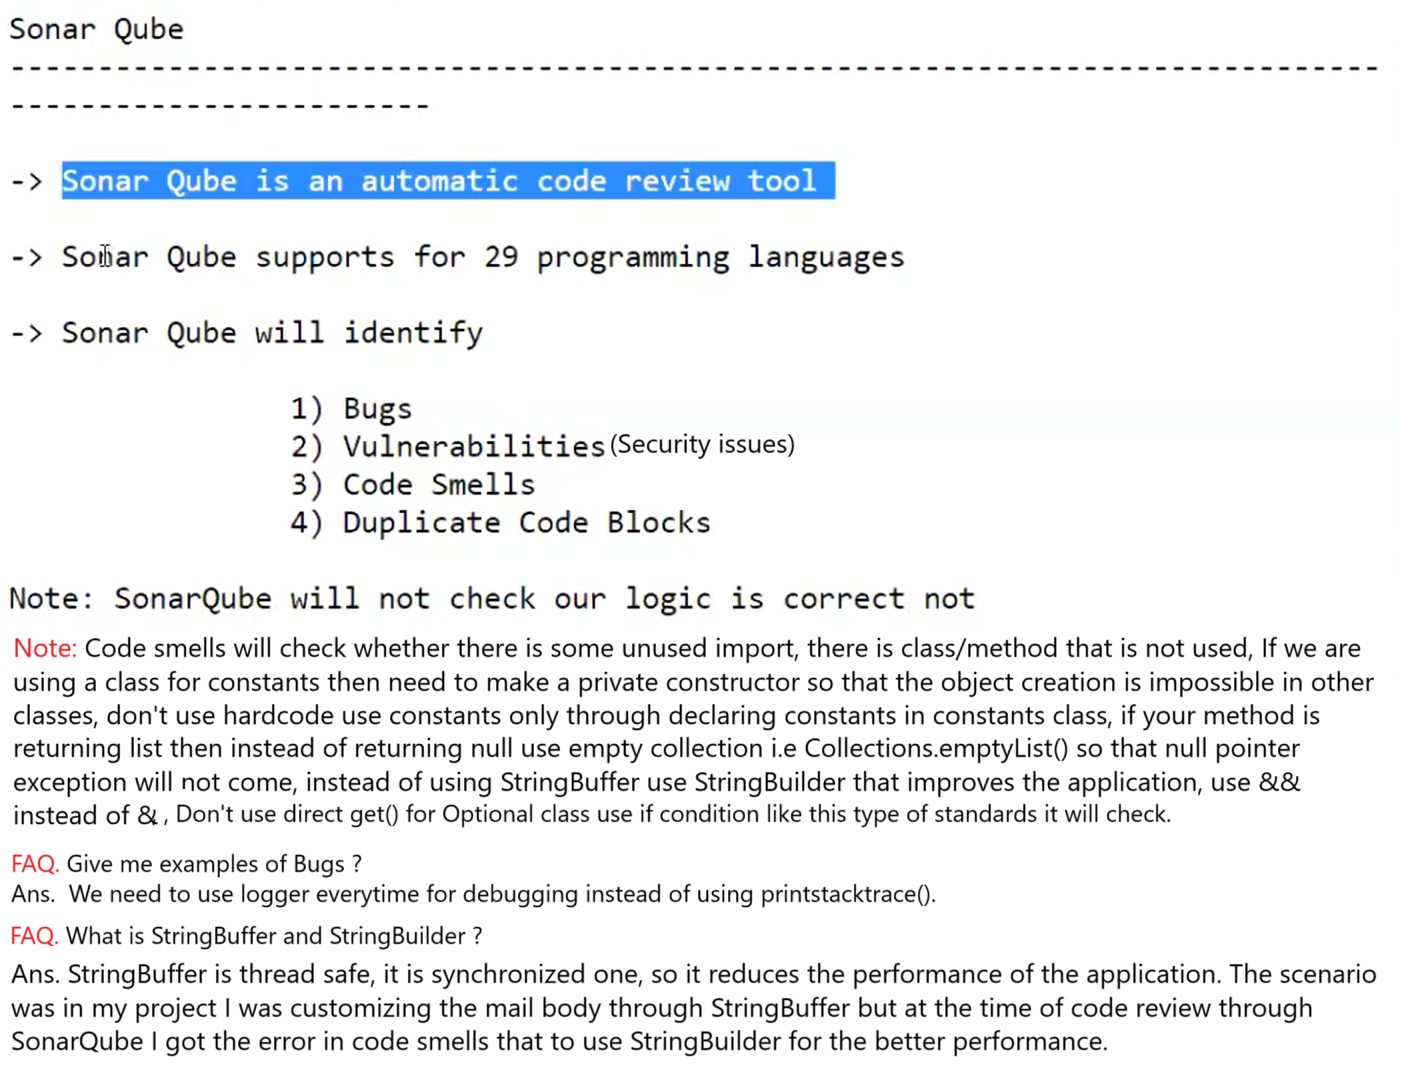 Sonar Qube
-------------------------------------------------------------------------------
------------------------
-> Sonar Qube is an automatic code review tool
-> Sonar Qube supports for 29 programming languages
-> Sonar Qube will identify
1) Bugs
2) Vulnerabilities(Security issues)
3) Code Smells
4) Duplicate Code Blocks
Note: SonarQube will not check our logic is correct not
Note: Code smells will check whether there is some unused import, there is class/method that is not used, If we are
using a class for constants then need to make a private constructor so that the object creation is impossible in other
classes, don't use hardcode use constants only through declaring constants in constants class, if your method is
returning list then instead of returning null use empty collection i.e Collections.emptyList() so that null pointer
exception will not come, instead of using StringBuffer use StringBuilder that improves the application, use &&
instead of &, Don't use direct get() for Optional class use if condition like this type of standards it will check.
FAQ. Give me examples of Bugs ?
Ans. We need to use logger everytime for debugging instead of using printstacktrace().
FAQ. What is StringBuffer and StringBuilder ?
Ans. StringBuffer is thread safe, it is synchronized one, so it reduces the performance of the application. The scenario
was in my project I was customizing the mail body through StringBuffer but at the time of code review through
SonarQube I got the error in code smells that to use StringBuilder for the better performance.